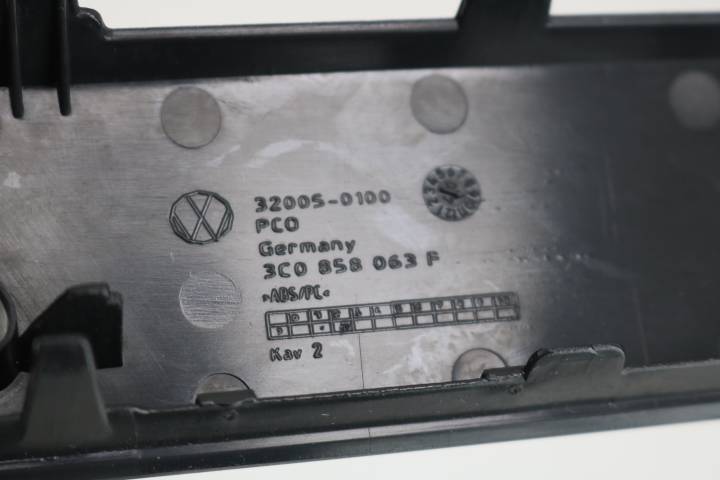 32005-0100
PCO
Germany
3C0 858 063 F
>ABS/PC<
Kav 2